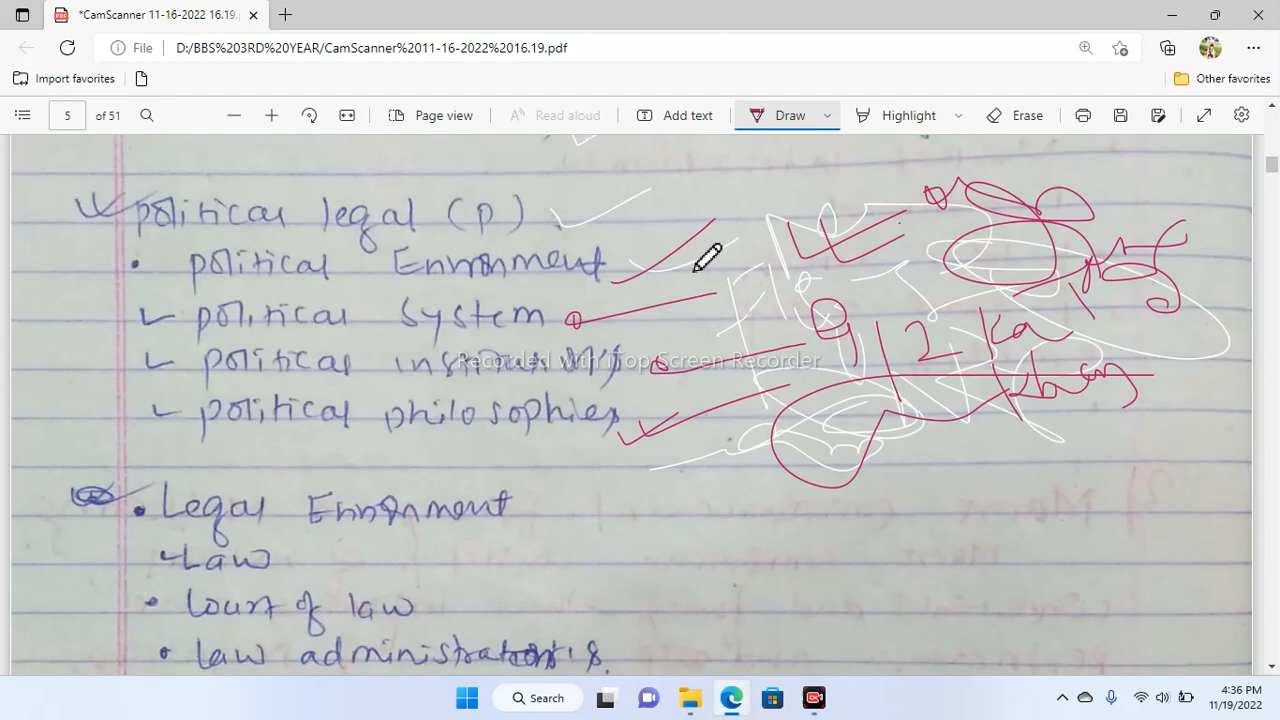 *CamScanner 11-16-2022 16.19.p
File D:/BBS%203RD%20YEAR/CamScanner%2011-16-2022%2016.19.pdf
Import favorites Other favorites
5 of 51 Page view Read aloud Add text Draw Highlight Erase
political legal (P)
• political Environment
political System
political
political philosophies
Recorded with iTop Screen Recorder
12 ka
• Legal Environment
Law
• Court of law
• law administrators
Search
4:36 PM
11/19/2022